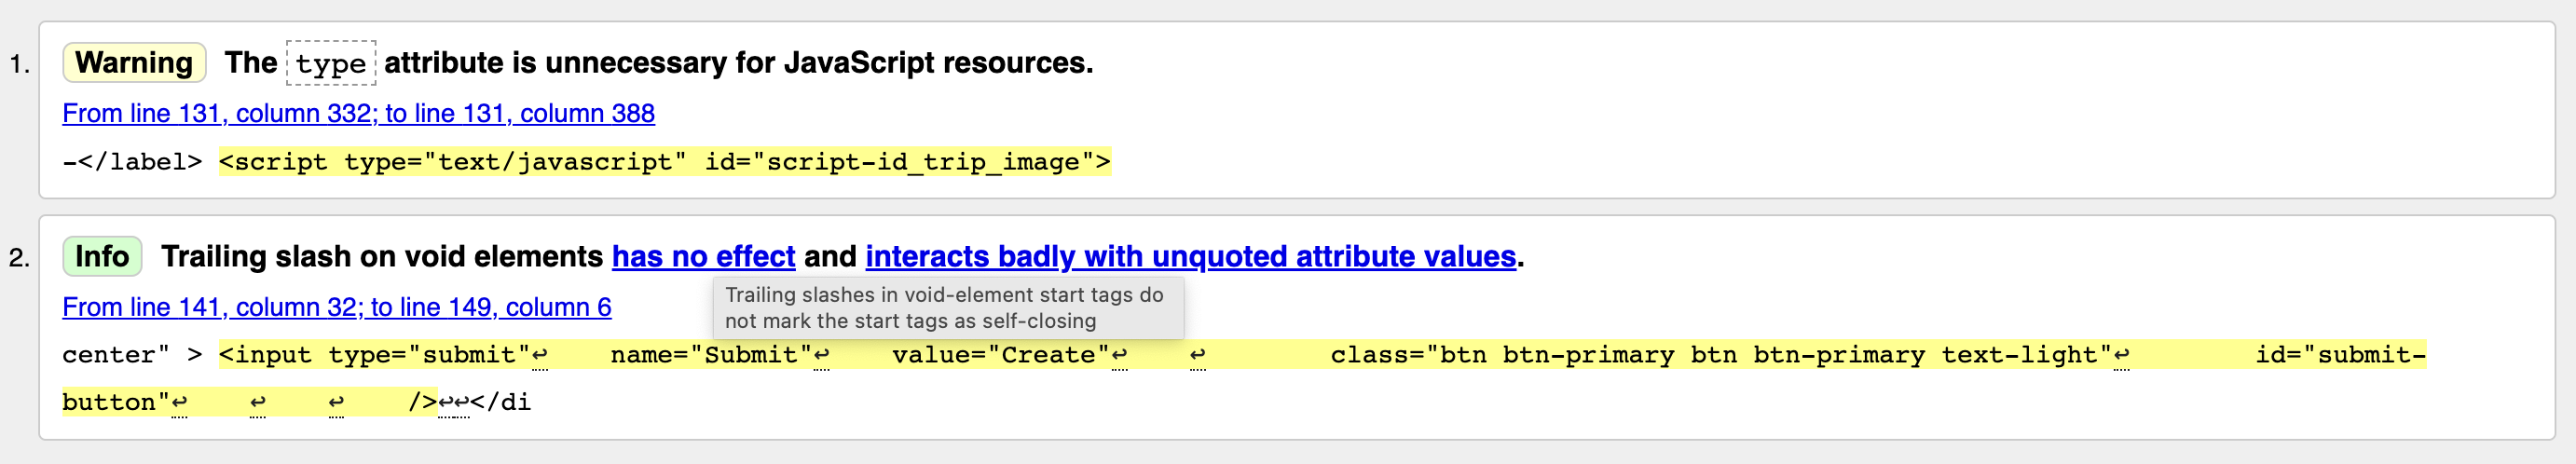 1. Warning The type attribute is unnecessary for JavaScript resources.
From line 131, column 332; to line 131, column 388
-</label> <script type="text/javascript" id="script-id_trip_image">
2. Info Trailing slash on void elements has no effect and interacts badly with unquoted attribute values.
Trailing slashes in void-element start tags do
not mark the start tags as self-closing
From line 141, column 32; to line 149, column 6
center" > <input type="submit"↩    name="Submit"↩    value="Create"↩    ↩        class="btn btn-primary btn btn-primary text-light"↩        id="submit-
button"↩    ↩    ↩    />↩↩</di